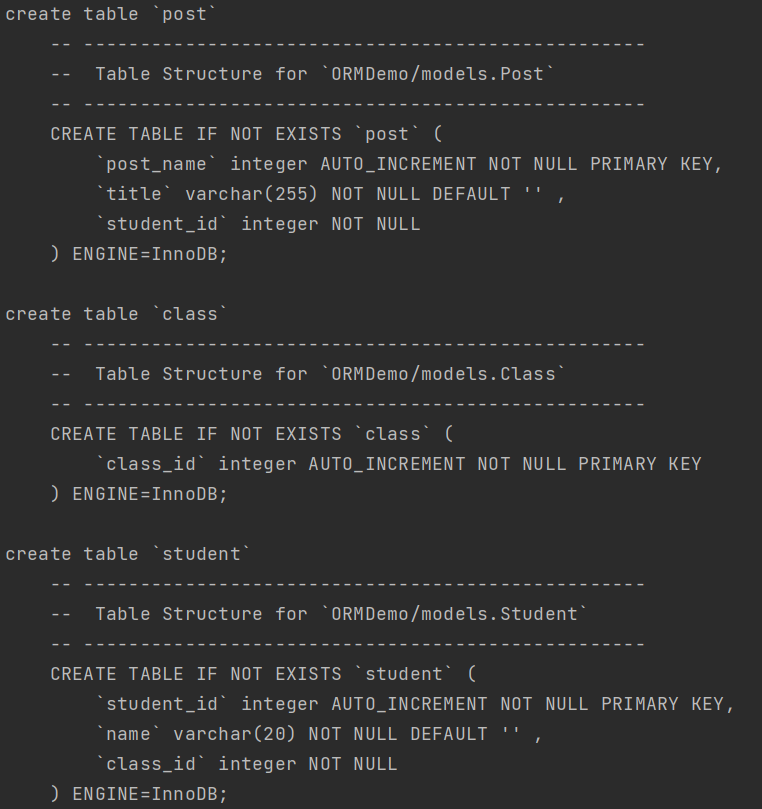 create table `post`
    -- --------------------------------------------------
    --  Table Structure for `ORMDemo/models.Post`
    -- --------------------------------------------------
    CREATE TABLE IF NOT EXISTS `post` (
        `post_name` integer AUTO_INCREMENT NOT NULL PRIMARY KEY,
        `title` varchar(255) NOT NULL DEFAULT '' ,
        `student_id` integer NOT NULL
    ) ENGINE=InnoDB;

create table `class`
    -- --------------------------------------------------
    --  Table Structure for `ORMDemo/models.Class`
    -- --------------------------------------------------
    CREATE TABLE IF NOT EXISTS `class` (
        `class_id` integer AUTO_INCREMENT NOT NULL PRIMARY KEY
    ) ENGINE=InnoDB;

create table `student`
    -- --------------------------------------------------
    --  Table Structure for `ORMDemo/models.Student`
    -- --------------------------------------------------
    CREATE TABLE IF NOT EXISTS `student` (
        `student_id` integer AUTO_INCREMENT NOT NULL PRIMARY KEY,
        `name` varchar(20) NOT NULL DEFAULT '' ,
        `class_id` integer NOT NULL
    ) ENGINE=InnoDB;